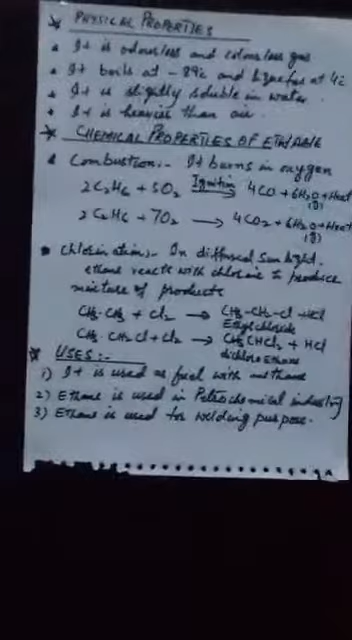 * PHYSICAL PROPERTIES
• It is odourless and colourless gas
• It boils at -89c and liquefies at 4c
• It is slightly soluble in water
• It is heavier than air.
* CHEMICAL PROPERTIES OF ETHANE
• Combustion:- It burns in oxygen
2C₂H₆ + 5O₂ Ignition → 4CO + 6H₂O + Heat
(g)
2C₂H₆ + 7O₂ → 4CO₂ + 6H₂O + Heat
(g)
• Chlorination:- In diffused sun light.
ethane reacts with chlorine to produce
mixture of products
CH₃-CH₃ + Cl₂ → CH₃-CH₂-Cl + HCl
Ethyl chloride
CH₃-CH₂Cl + Cl₂ → CH₃CHCl₂ + HCl
dichloro Ethane
* USES:-
1) It is used as fuel with methane
2) Ethane is used in Petrochemical industry
3) Ethane is used for welding purpose.